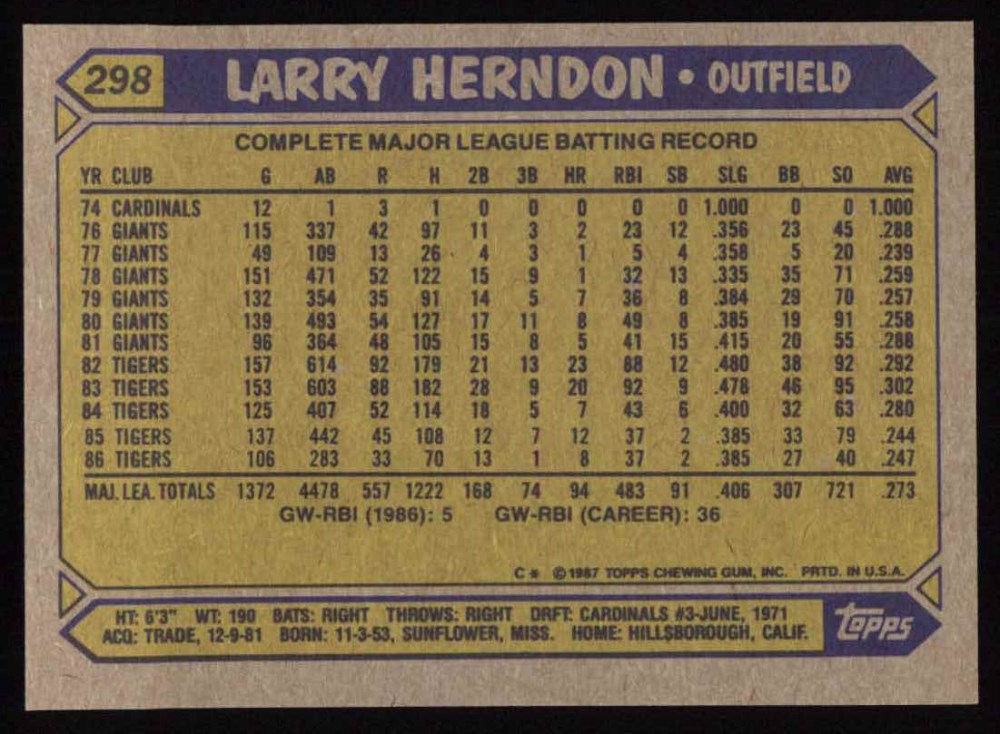 298 LARRY HERNDON • OUTFIELD
COMPLETE MAJOR LEAGUE BATTING RECORD
YR CLUB G AB R H 2B 3B HR RBI SB SLG BB SO AVG
74 CARDINALS 12 1 3 1 0 0 0 0 0 1.000 0 0 1.000
76 GIANTS 115 337 42 97 11 3 2 23 12 .356 23 45 .288
77 GIANTS 49 109 13 26 4 3 1 5 4 .358 5 20 .239
78 GIANTS 151 471 52 122 15 9 1 32 13 .335 35 71 .259
79 GIANTS 132 354 35 91 14 5 7 36 8 .384 29 70 .257
80 GIANTS 139 493 54 127 17 11 8 49 8 .385 19 91 .258
81 GIANTS 96 364 48 105 15 8 5 41 15 .415 20 55 .288
82 TIGERS 157 614 92 179 21 13 23 88 12 .480 38 92 .292
83 TIGERS 153 603 88 182 28 9 20 92 9 .478 46 95 .302
84 TIGERS 125 407 52 114 18 5 7 43 6 .400 32 63 .280
85 TIGERS 137 442 45 108 12 7 12 37 2 .385 33 79 .244
86 TIGERS 106 283 33 70 13 1 8 37 2 .385 27 40 .247
MAJ. LEA. TOTALS 1372 4478 557 1222 168 74 94 483 91 .406 307 721 .273
GW-RBI (1986): 5 GW-RBI (CAREER): 36
C * © 1987 TOPPS CHEWING GUM, INC. PRTD. IN U.S.A.
HT: 6'3" WT: 190 BATS: RIGHT THROWS: RIGHT DRFT: CARDINALS #3-JUNE, 1971
ACQ: TRADE, 12-9-81 BORN: 11-3-53, SUNFLOWER, MISS. HOME: HILLSBOROUGH, CALIF.
Topps